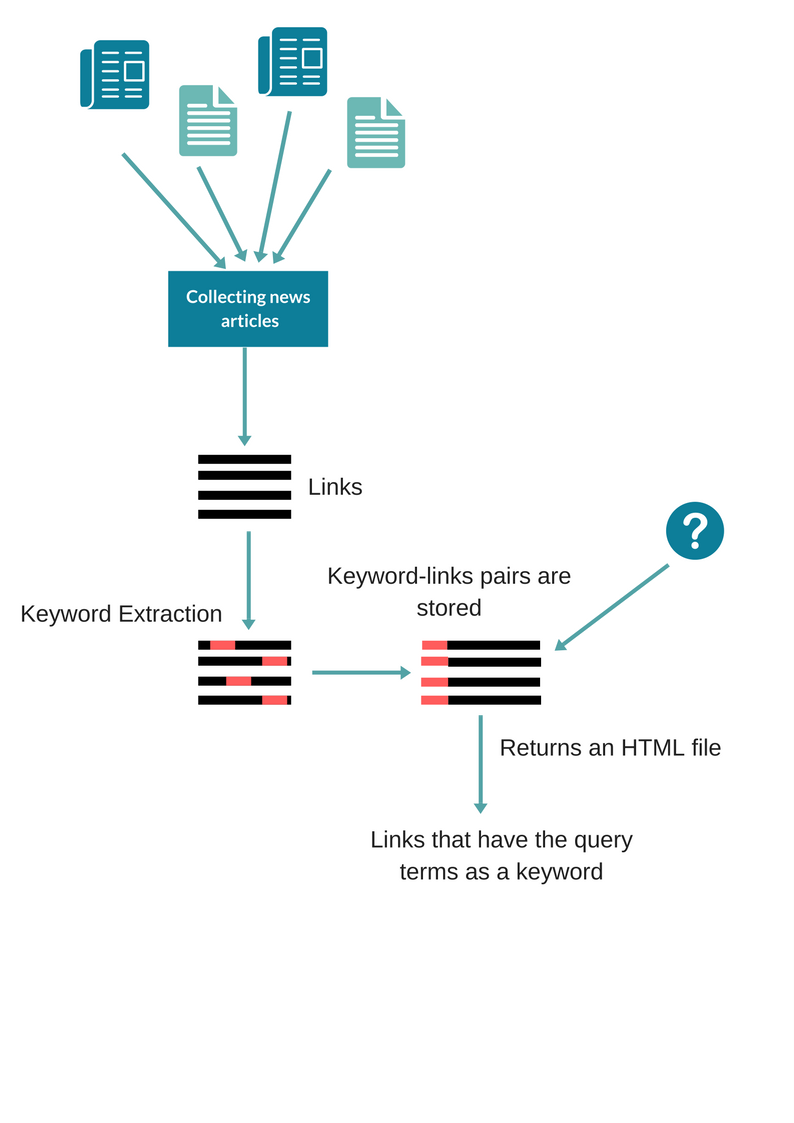 Collecting news
articles
Links
Keyword-links pairs are
stored
Keyword Extraction
Returns an HTML file
Links that have the query
terms as a keyword